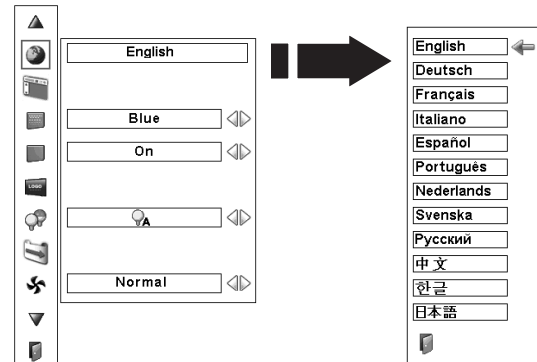 English
Blue
On
LOGO
A
Normal
English
Deutsch
Français
Italiano
Español
Português
Nederlands
Svenska
Русский
中文
한글
日本語